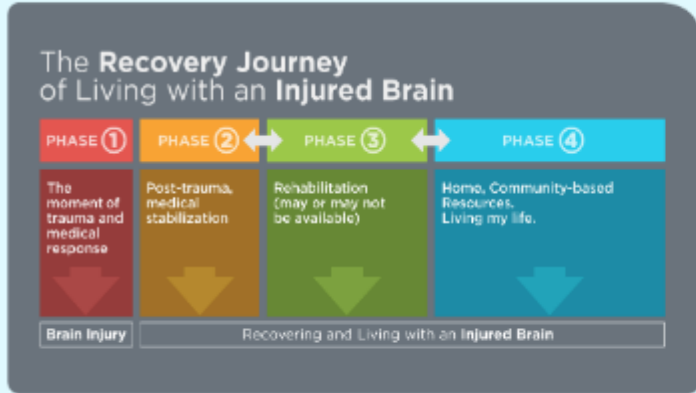 The Recovery Journey
of Living with an Injured Brain
PHASE 1
PHASE 2
PHASE 3
PHASE 4
The
moment of
trauma and
medical
response
Post-trauma,
medical
stabilization
Rehabilitation
(may or may not
be available)
Home, Community-based
Resources.
Living my life.
Brain Injury
Recovering and Living with an Injured Brain